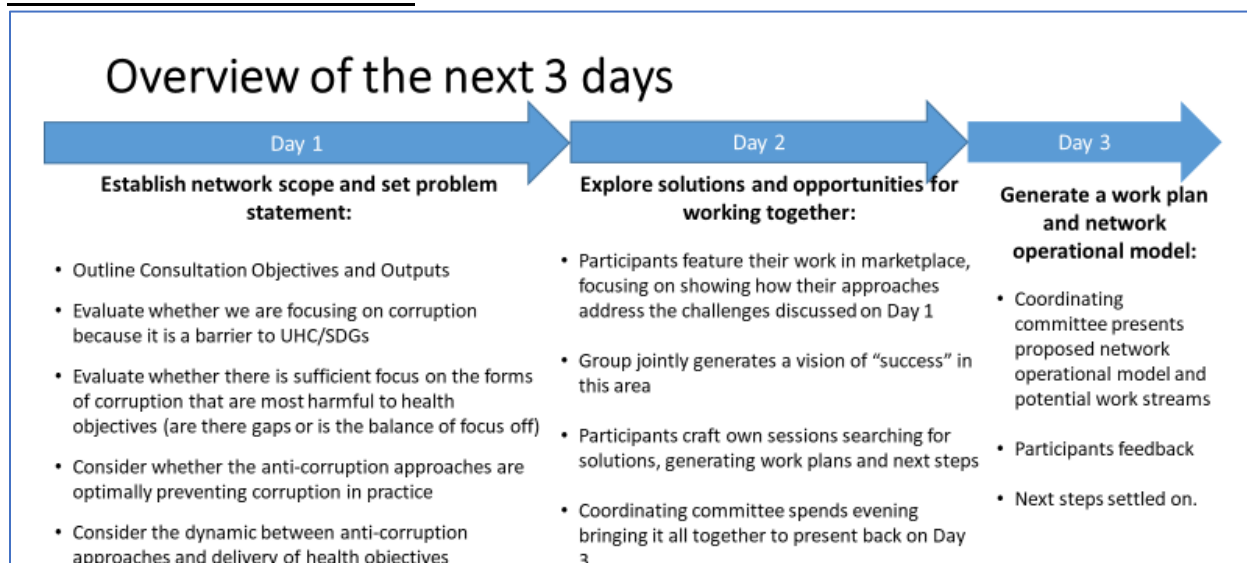 Overview of the next 3 days
Day 1
Establish network scope and set problem
statement:
• Outline Consultation Objectives and Outputs
• Evaluate whether we are focusing on corruption
because it is a barrier to UHC/SDGs
• Evaluate whether there is sufficient focus on the forms
of corruption that are most harmful to health
objectives (are there gaps or is the balance of focus off)
• Consider whether the anti-corruption approaches are
optimally preventing corruption in practice
• Consider the dynamic between anti-corruption
approaches and delivery of health objectives
Day 2
Explore solutions and opportunities for
working together:
• Participants feature their work in marketplace,
focusing on showing how their approaches
address the challenges discussed on Day 1
• Group jointly generates a vision of “success” in
this area
• Participants craft own sessions searching for
solutions, generating work plans and next steps
• Coordinating committee spends evening
bringing it all together to present back on Day
3
Day 3
Generate a work plan
and network
operational model:
• Coordinating
committee presents
proposed network
operational model and
potential work streams
• Participants feedback
• Next steps settled on.